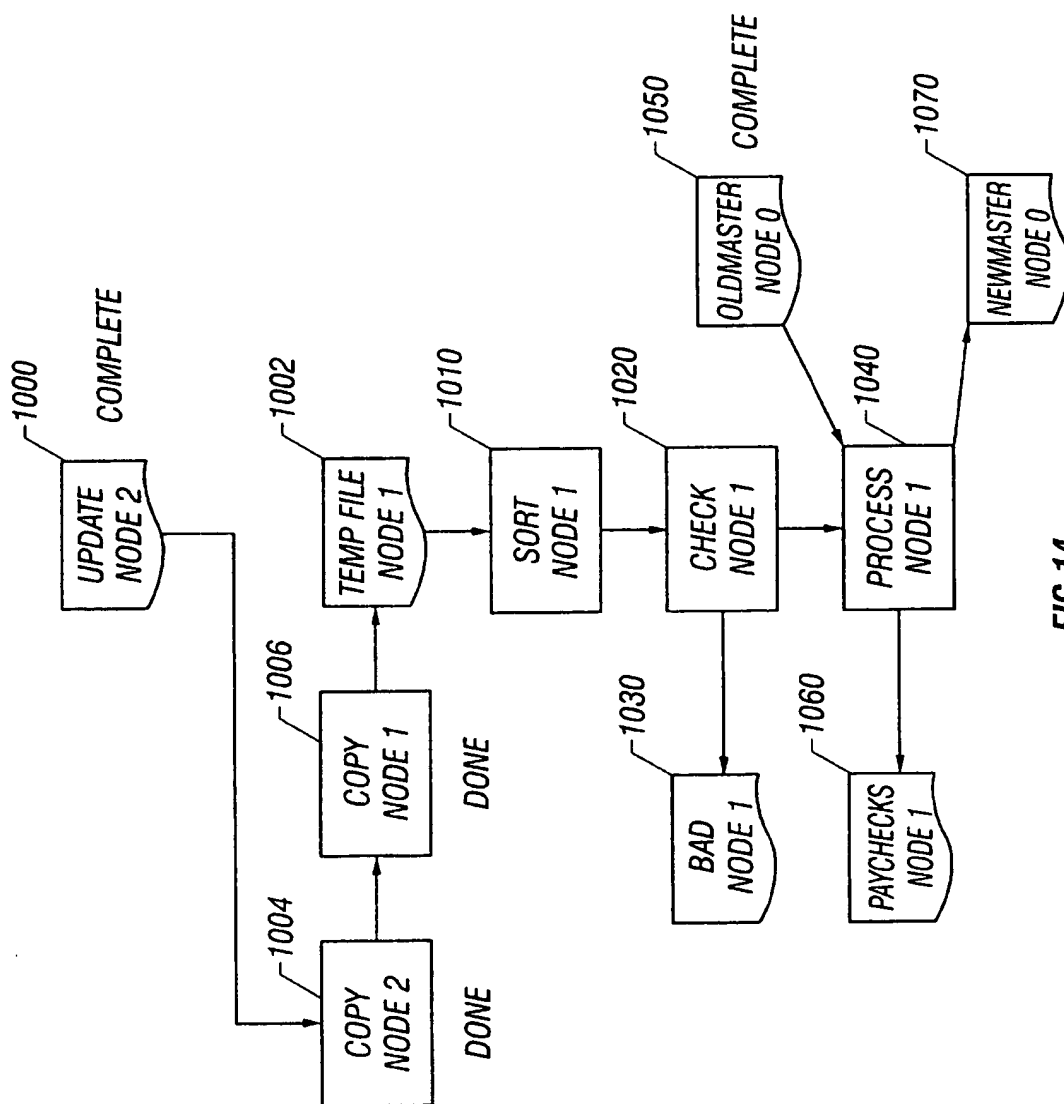 1000
UPDATE
NODE 2
COMPLETE
1004
COPY
NODE 2
DONE
1006
COPY
NODE 1
DONE
1002
TEMP FILE
NODE 1
1010
SORT
NODE 1
1030
BAD
NODE 1
1020
CHECK
NODE 1
1050
OLDMASTER
NODE 0
COMPLETE
1060
PAYCHECKS
NODE 1
PROCESS
NODE 1
1040
1070
NEWMASTER
NODE 0
FIG. 14